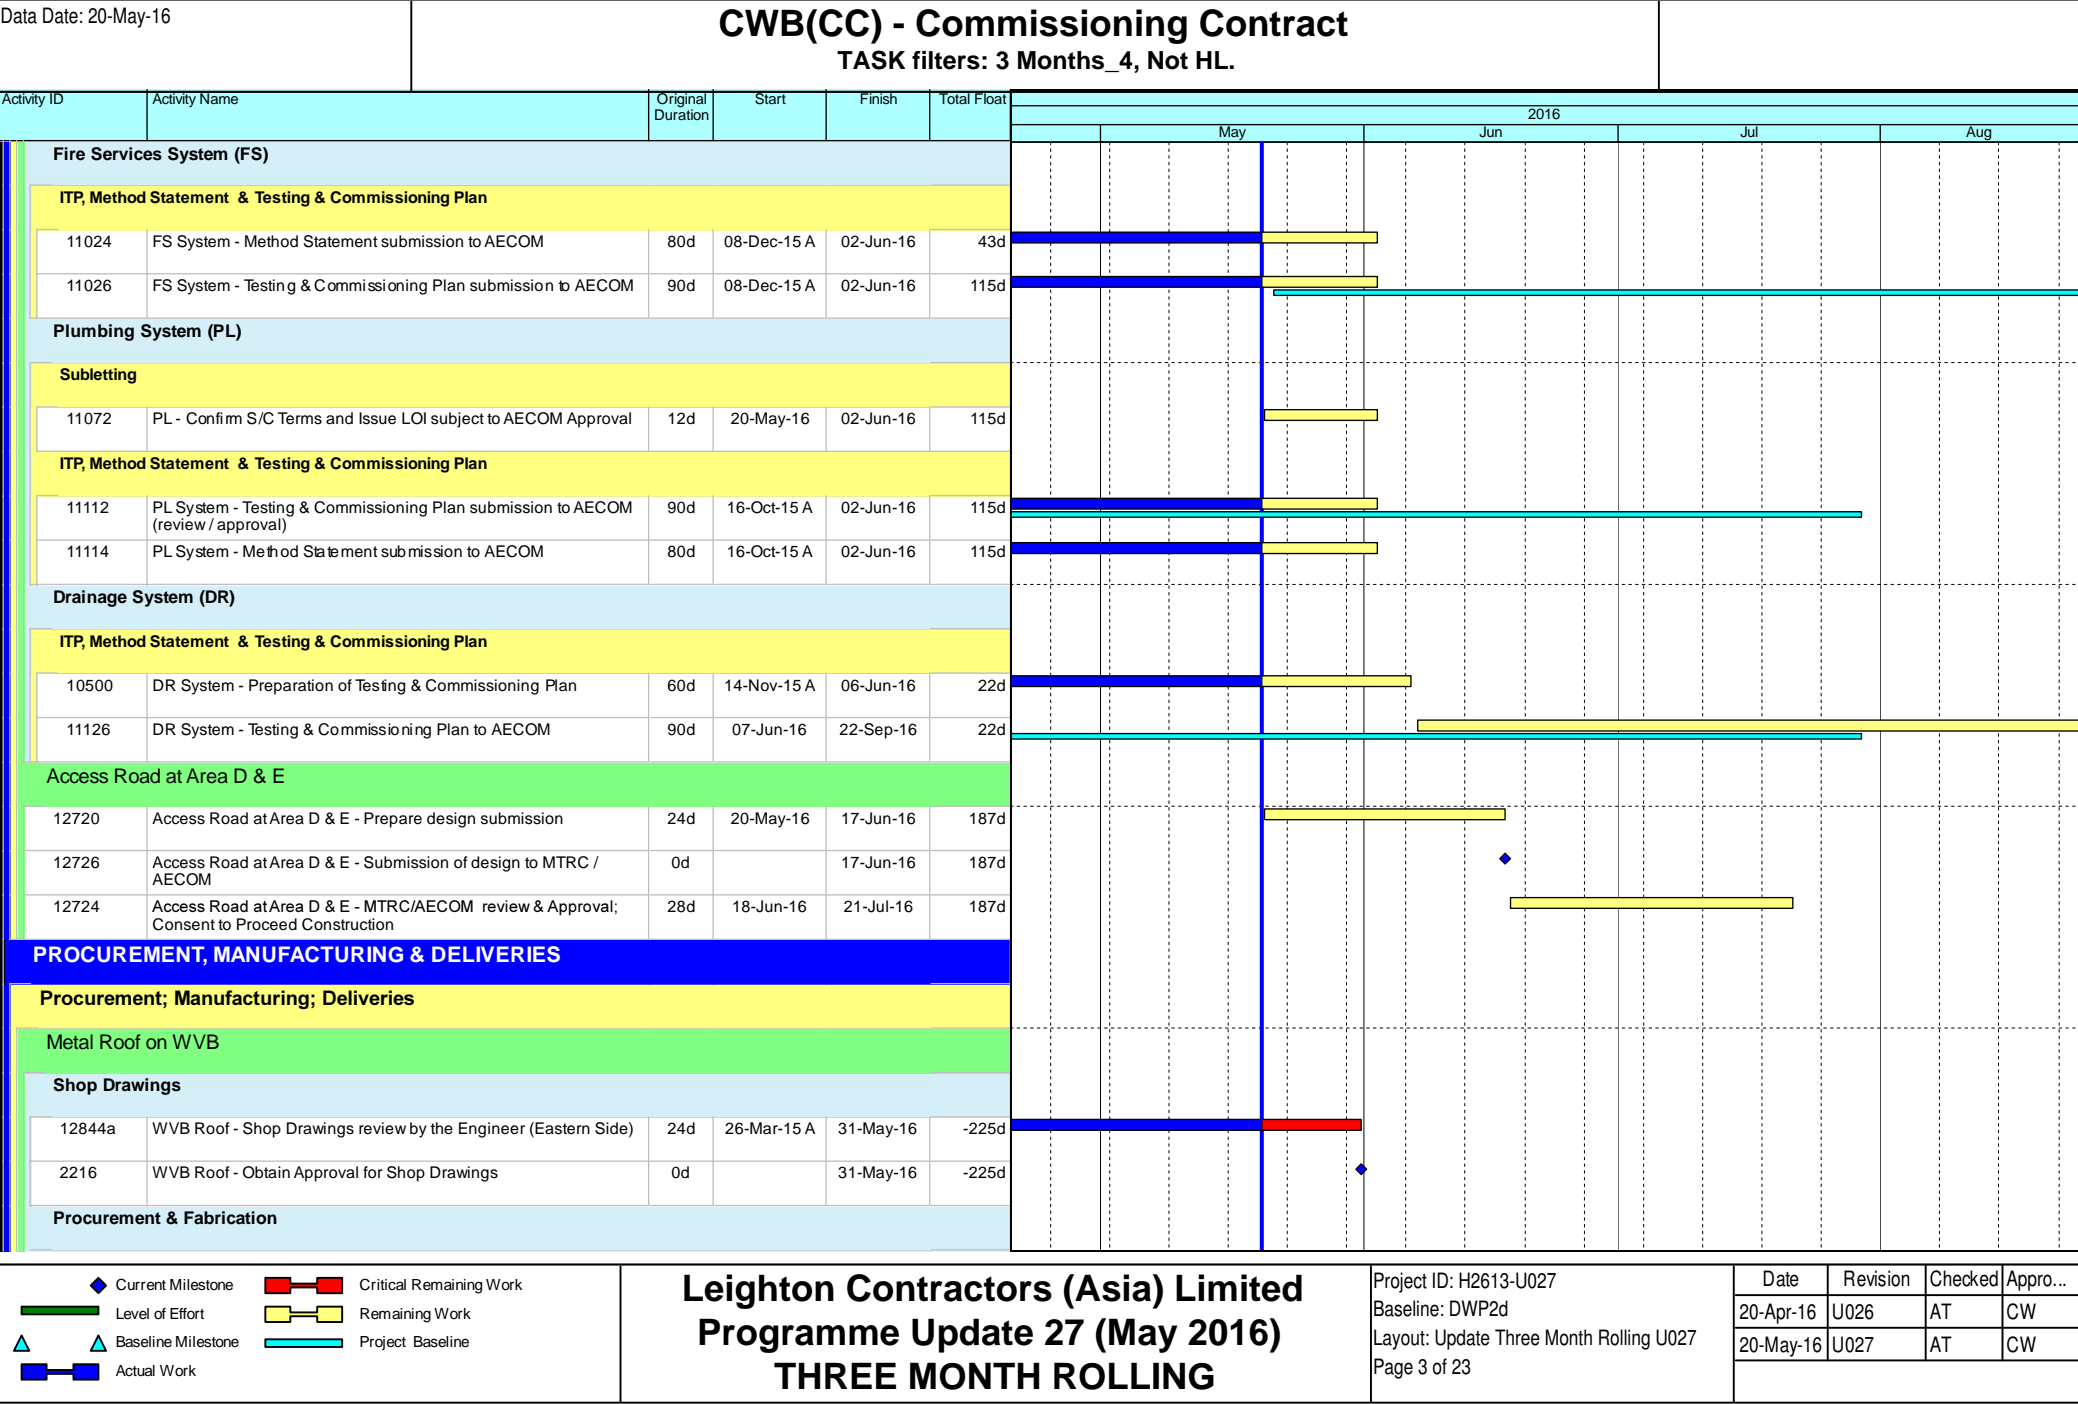 Data Date: 20-May-16
CWB(CC) - Commissioning Contract
TASK filters: 3 Months_4, Not HL.
Activity ID Activity Name Original Duration Start Finish Total Float
2016
May Jun Jul Aug
Fire Services System (FS)
ITP, Method Statement & Testing & Commissioning Plan
11024 FS System - Method Statement submission to AECOM 80d 08-Dec-15 A 02-Jun-16 43d
11026 FS System - Testing & Commissioning Plan submission to AECOM 90d 08-Dec-15 A 02-Jun-16 115d
Plumbing System (PL)
Subletting
11072 PL - Confirm S/C Terms and Issue LOI subject to AECOM Approval 12d 20-May-16 02-Jun-16 115d
ITP, Method Statement & Testing & Commissioning Plan
11112 PL System - Testing & Commissioning Plan submission to AECOM 90d 16-Oct-15 A 02-Jun-16 115d
(review / approval)
11114 PL System - Method Statement submission to AECOM 80d 16-Oct-15 A 02-Jun-16 115d
Drainage System (DR)
ITP, Method Statement & Testing & Commissioning Plan
10500 DR System - Preparation of Testing & Commissioning Plan 60d 14-Nov-15 A 06-Jun-16 22d
11126 DR System - Testing & Commissioning Plan to AECOM 90d 07-Jun-16 22-Sep-16 22d
Access Road at Area D & E
12720 Access Road at Area D & E - Prepare design submission 24d 20-May-16 17-Jun-16 187d
12726 Access Road at Area D & E - Submission of design to MTRC / 0d 17-Jun-16 187d
AECOM
12724 Access Road at Area D & E - MTRC/AECOM review & Approval; 28d 18-Jun-16 21-Jul-16 187d
Consent to Proceed Construction
PROCUREMENT, MANUFACTURING & DELIVERIES
Procurement; Manufacturing; Deliveries
Metal Roof on WVB
Shop Drawings
12844a WVB Roof - Shop Drawings review by the Engineer (Eastern Side) 24d 26-Mar-15 A 31-May-16 -225d
2216 WVB Roof - Obtain Approval for Shop Drawings 0d 31-May-16 -225d
Procurement & Fabrication
Current Milestone Critical Remaining Work
Level of Effort Remaining Work
Baseline Milestone Project Baseline
Actual Work
Leighton Contractors (Asia) Limited
Programme Update 27 (May 2016)
THREE MONTH ROLLING
Project ID: H2613-U027
Baseline: DWP2d
Layout: Update Three Month Rolling U027
Page 3 of 23
Date Revision Checked Appro...
20-Apr-16 U026 AT CW
20-May-16 U027 AT CW